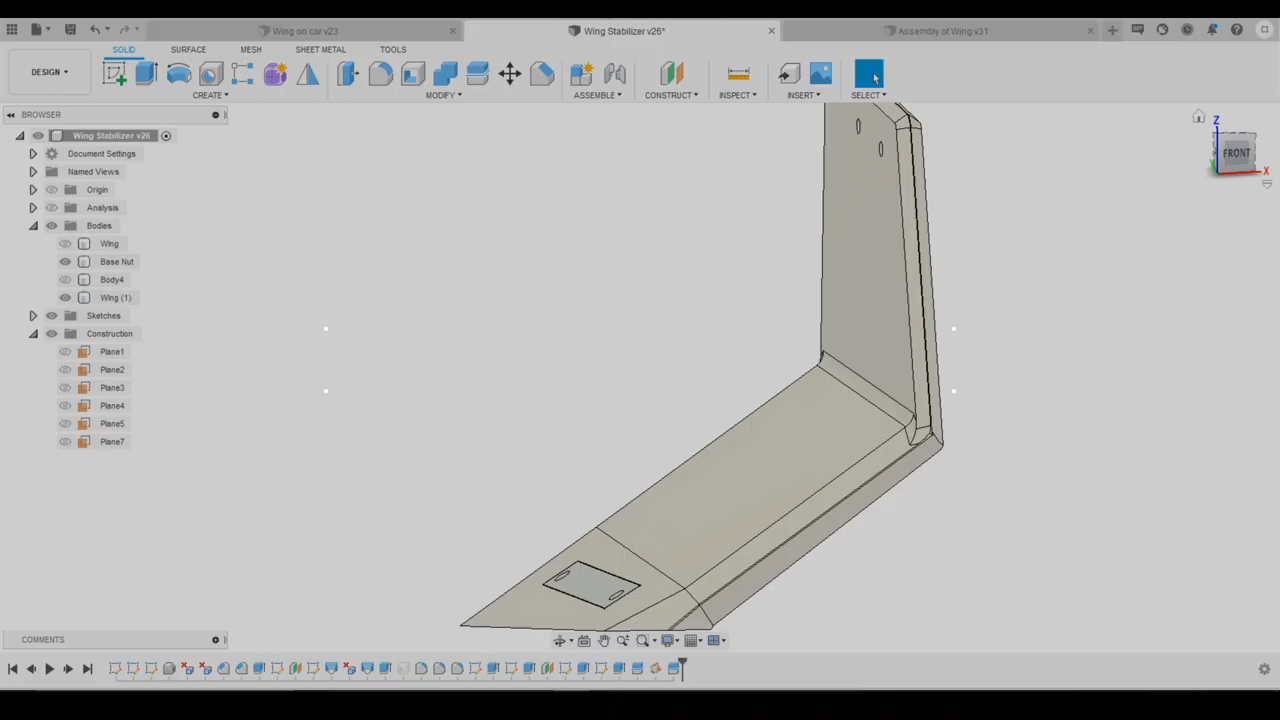 Wing on car v23
Wing Stabilizer v26*
Assembly of Wing v31
CI
SOLID SURFACE MESH SHEET METAL TOOLS
DESIGN
CREATE MODIFY ASSEMBLE CONSTRUCT INSPECT INSERT SELECT
BROWSER
Wing Stabilizer v26
Document Settings
Named Views
Origin
Analysis
Bodies
Wing
Base Nut
Body4
Wing (1)
Sketches
Construction
Plane1
Plane2
Plane3
Plane4
Plane5
Plane7
Z
FRONT
X
COMMENTS